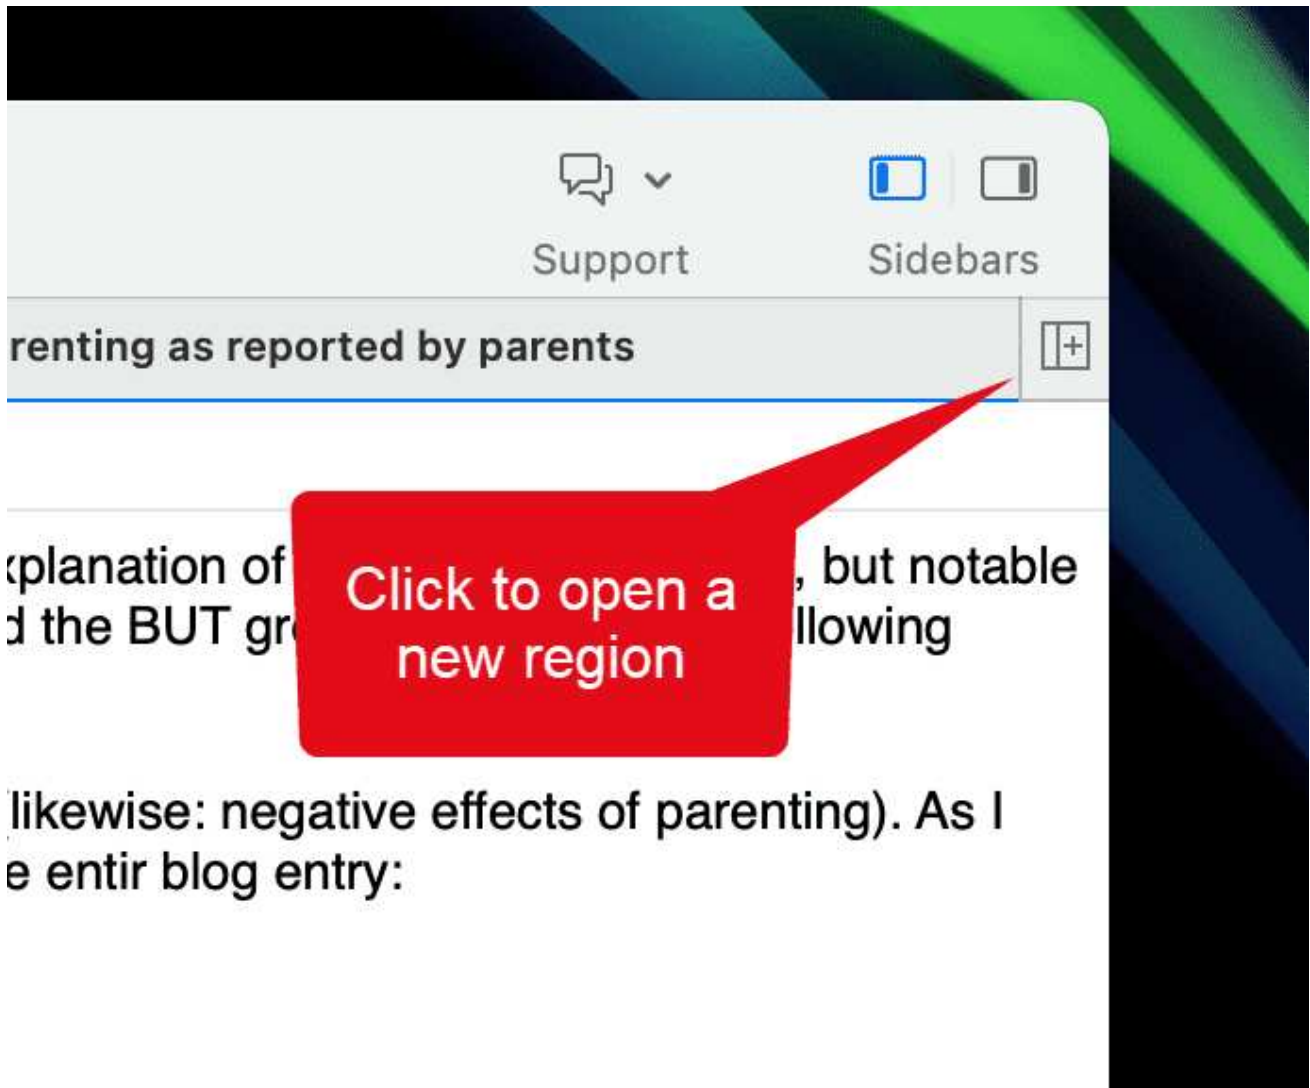 Support
Sidebars
renting as reported by parents
xplanation of
, but notable
d the BUT gr
llowing
Click to open a
new region
likewise: negative effects of parenting). As I
e entir blog entry: